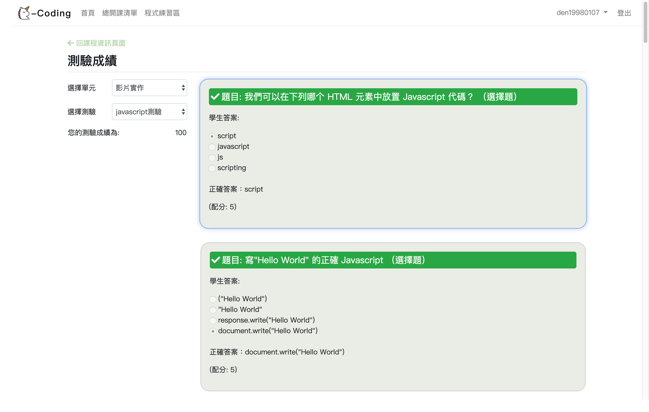 -Coding 首頁 總開課清單 程式練習區 den19980107 登出
← 回課程資訊頁面
測驗成績
選擇單元 影片實作
選擇測驗 javascript測驗
您的測驗成績為: 100
題目: 我們可以在下列哪个 HTML 元素中放置 Javascript 代碼？ （選擇題）
學生答案:
script
javascript
js
scripting
正確答案：script
(配分: 5)
題目: 寫"Hello World" 的正確 Javascript （選擇題）
學生答案:
("Hello World")
"Hello World"
response.write("Hello World")
document.write("Hello World")
正確答案：document.write("Hello World")
(配分: 5)